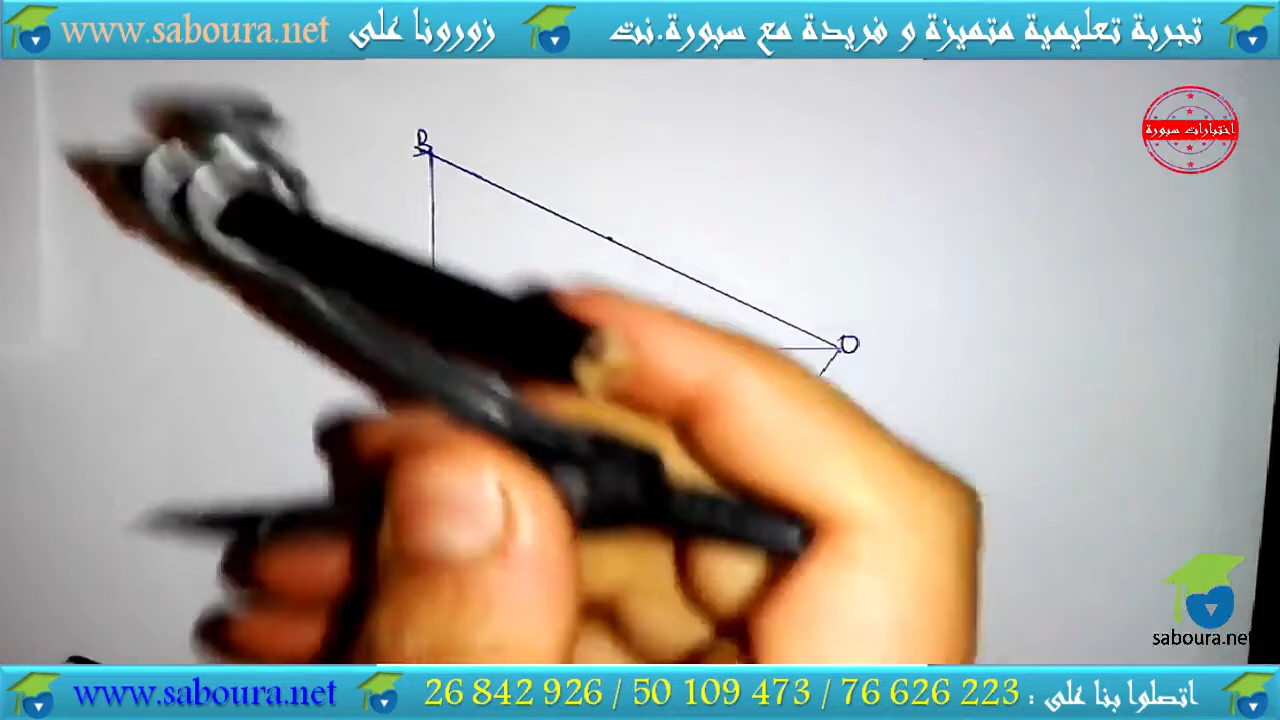 www.saboura.net زورونا على تجربة تعليمية متميزة و فريدة مع سبورة.نت
اختبارات سبورة
B
O
saboura.net
www.saboura.net 26 842 926 / 50 109 473 / 76 626 223 : اتصلوا بنا على